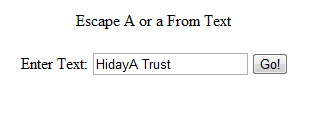 Escape A or a From Text
Enter Text: HidayA Trust Go!